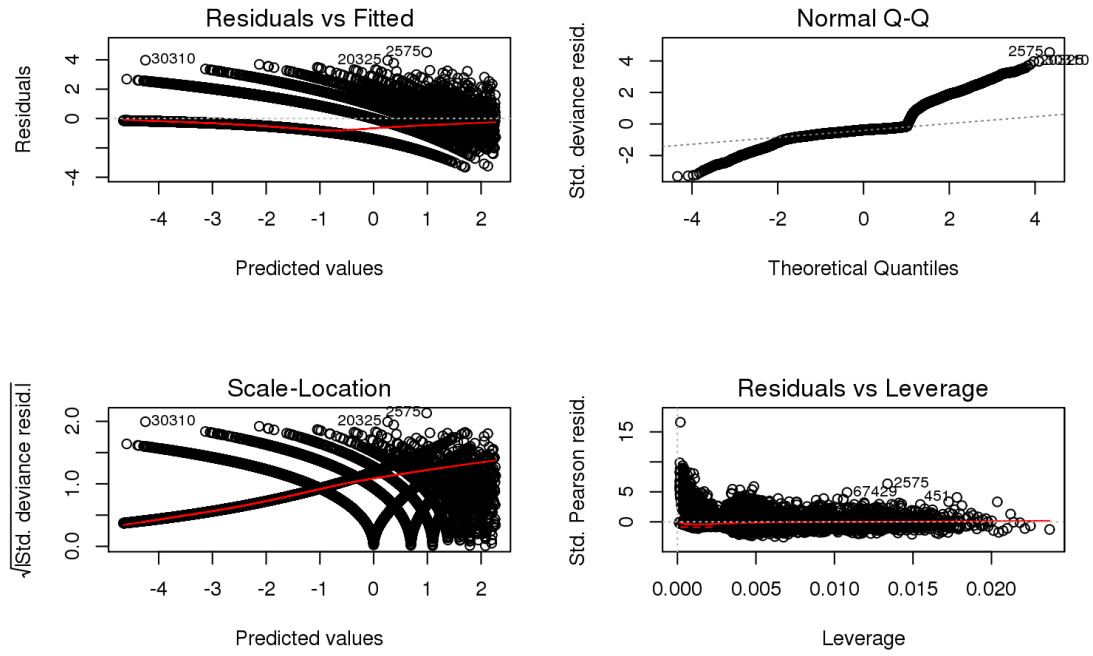 Residuals vs Fitted
Residuals
4
2
0
-4
30310
20325
2575
-4 -3 -2 -1 0 1 2
Predicted values
Normal Q-Q
Std. deviance resid.
4
2
0
-2
2575
-4 -2 0 2 4
Theoretical Quantiles
Scale-Location
√|Std. deviance resid.|
2.0
1.0
0.0
30310
20325
2575
-4 -3 -2 -1 0 1 2
Predicted values
Residuals vs Leverage
Std. Pearson resid.
15
5
0
67429
2575
451
0.000 0.005 0.010 0.015 0.020
Leverage